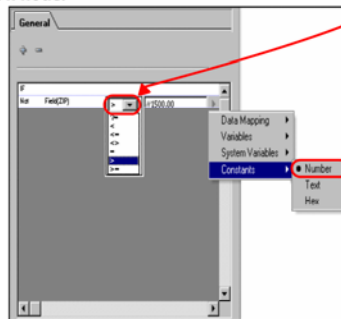 General
IF
Not Field(ZIP) > #1500.00
>=
<
<=
<>
=
>
>=
Data Mapping
Variables
System Variables
Constants
Number
Text
Hex